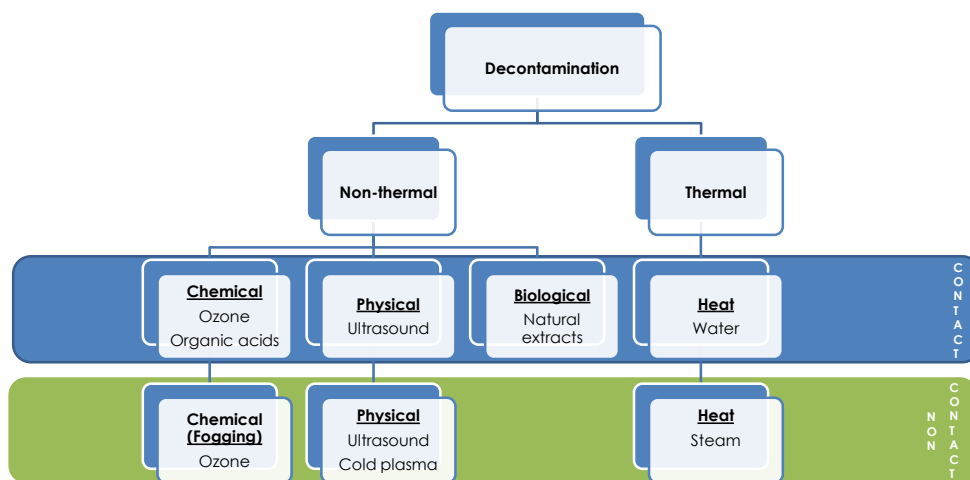 Decontamination
Non-thermal
Thermal
Chemical
Ozone
Organic acids
Physical
Ultrasound
Biological
Natural
extracts
Heat
Water
CONTACT
Chemical
(Fogging)
Ozone
Physical
Ultrasound
Cold plasma
Heat
Steam
NON
CONTACT